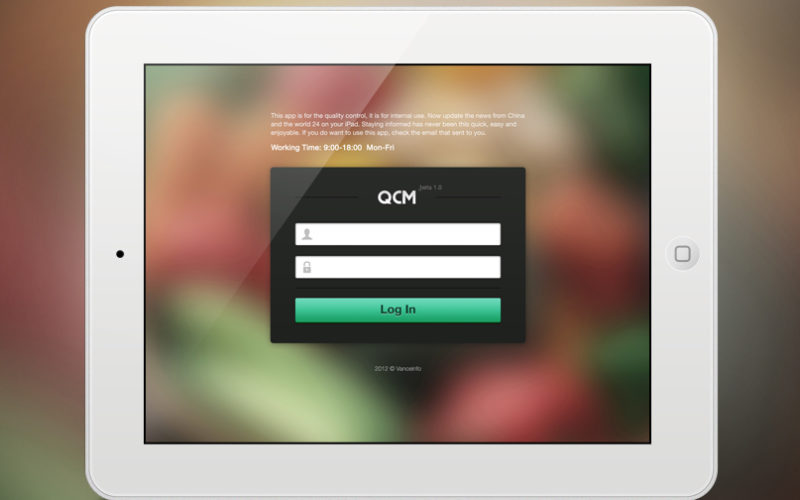 This app is for the quality control, it is for internal use. Now update the news from China
and the world 24 on your iPad. Staying informed has never been this quick, easy and
enjoyable. If you do want to use this app, check the email that sent to you.
Working Time: 9:00-18:00 Mon-Fri
QCM beta 1.0
Log In
2012 © Vanceinfo